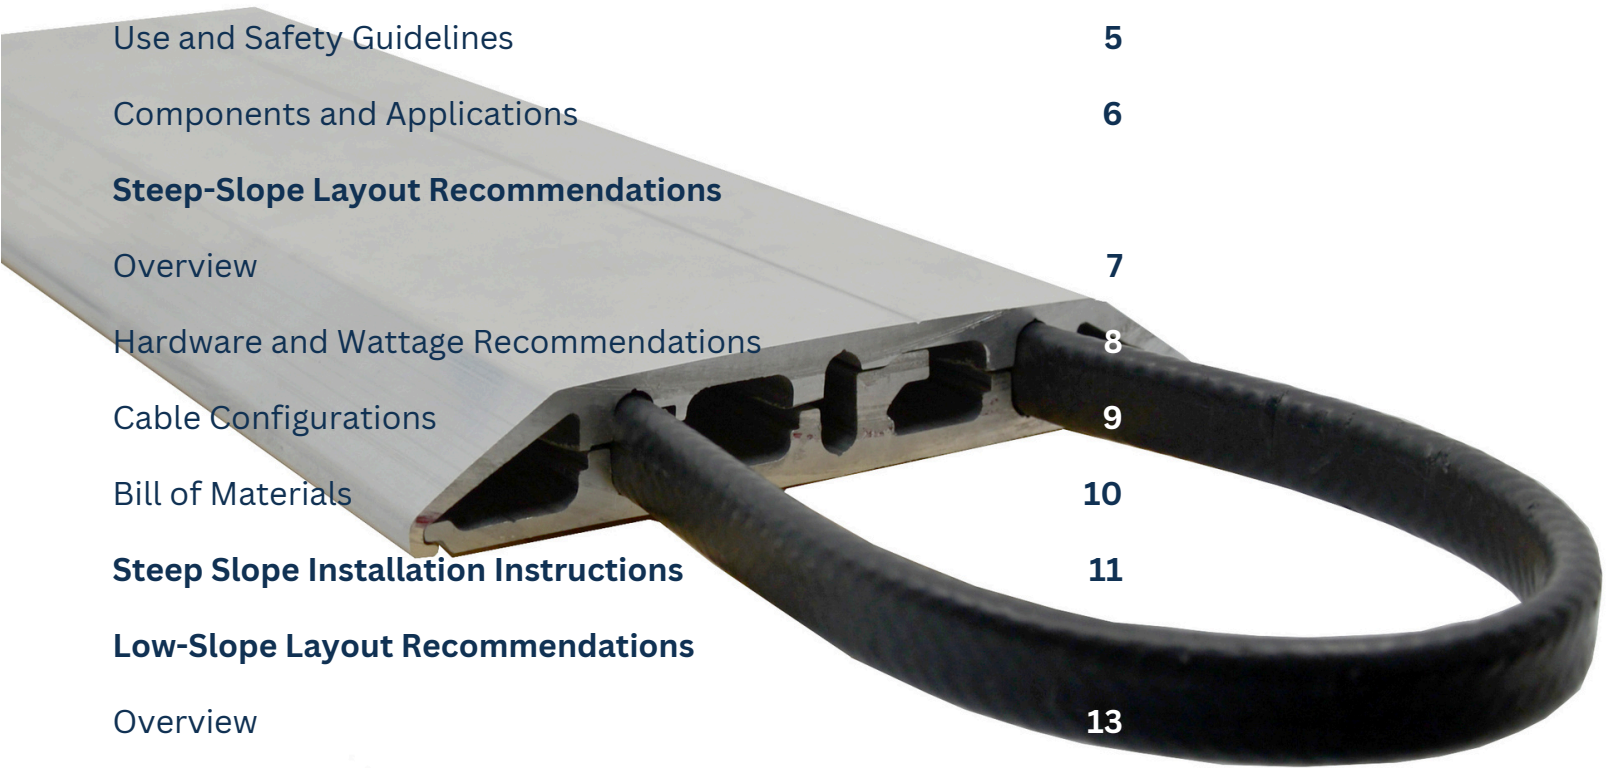 Use and Safety Guidelines 5
Components and Applications 6
Steep-Slope Layout Recommendations
Overview 7
Hardware and Wattage Recommendations 8
Cable Configurations 9
Bill of Materials 10
Steep Slope Installation Instructions 11
Low-Slope Layout Recommendations
Overview 13